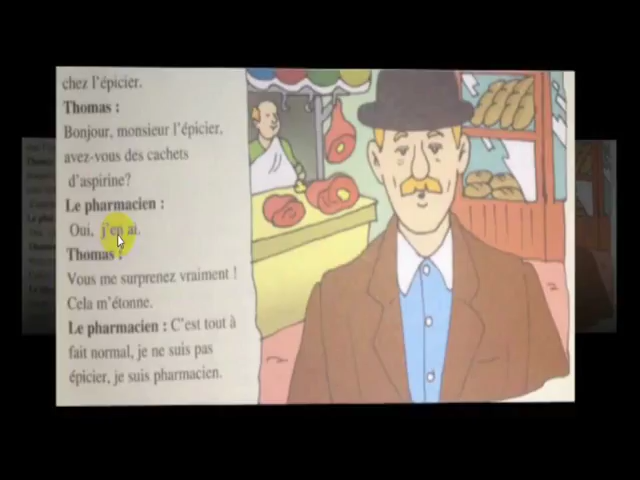 chez l'épicier.
Thomas :
Bonjour, monsieur l'épicier,
avez-vous des cachets
d'aspirine?
Le pharmacien :
Oui, j'en ai.
Thomas :
Vous me surprenez vraiment !
Cela m'étonne.
Le pharmacien : C'est tout à
fait normal, je ne suis pas
épicier, je suis pharmacien.